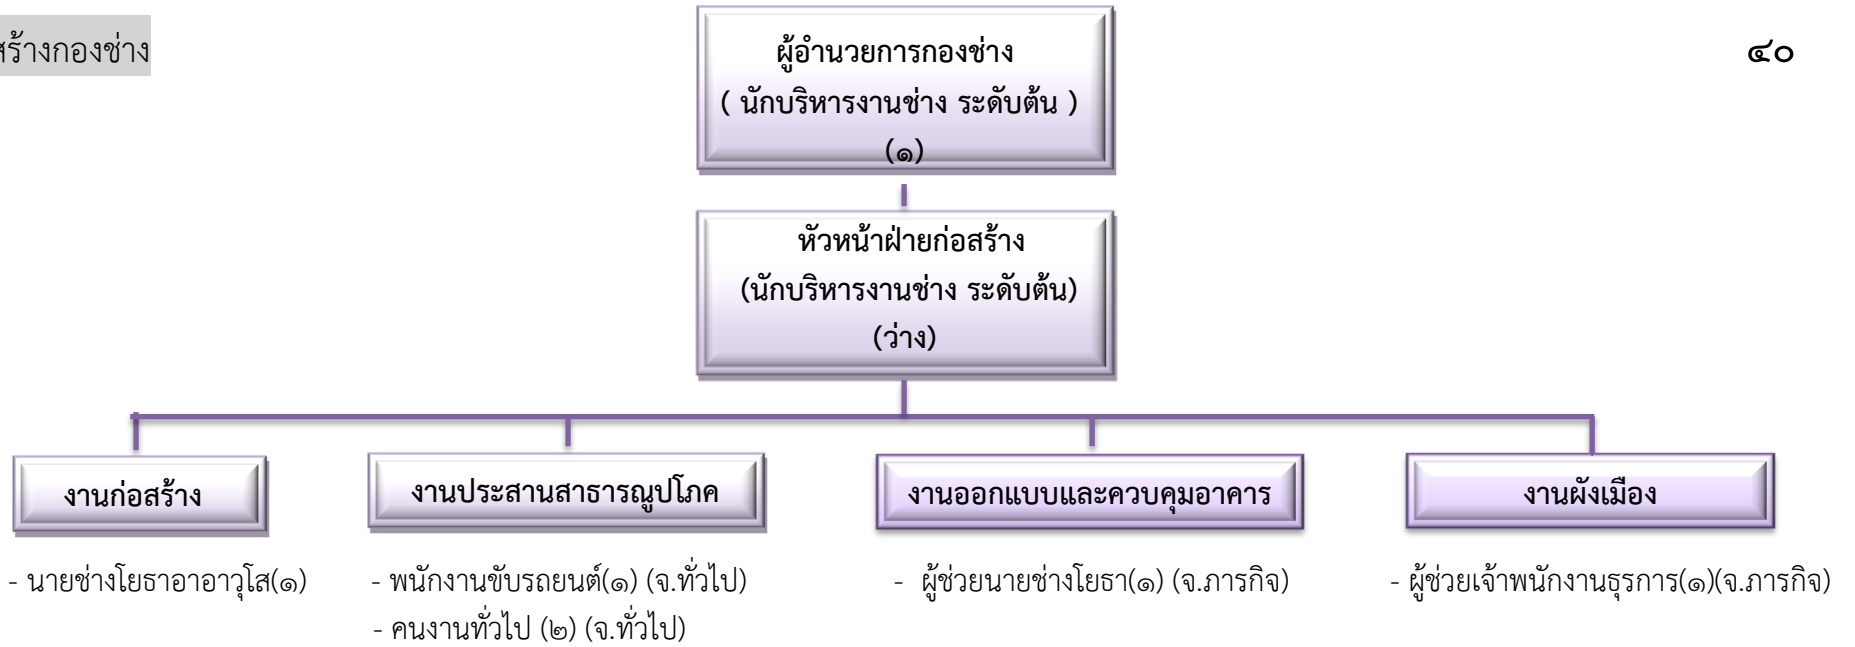 สร้างกองช่าง
๔๐
ผู้อำนวยการกองช่าง
( นักบริหารงานช่าง ระดับต้น )
(๑)
หัวหน้าฝ่ายก่อสร้าง
(นักบริหารงานช่าง ระดับต้น)
(ว่าง)
งานก่อสร้าง
งานประสานสาธารณูปโภค
งานออกแบบและควบคุมอาคาร
งานผังเมือง
- นายช่างโยธาอาอาวุโส(๑)
- พนักงานขับรถยนต์(๑) (จ.ทั่วไป)
- คนงานทั่วไป (๒) (จ.ทั่วไป)
- ผู้ช่วยนายช่างโยธา(๑) (จ.ภารกิจ)
- ผู้ช่วยเจ้าพนักงานธุรการ(๑)(จ.ภารกิจ)